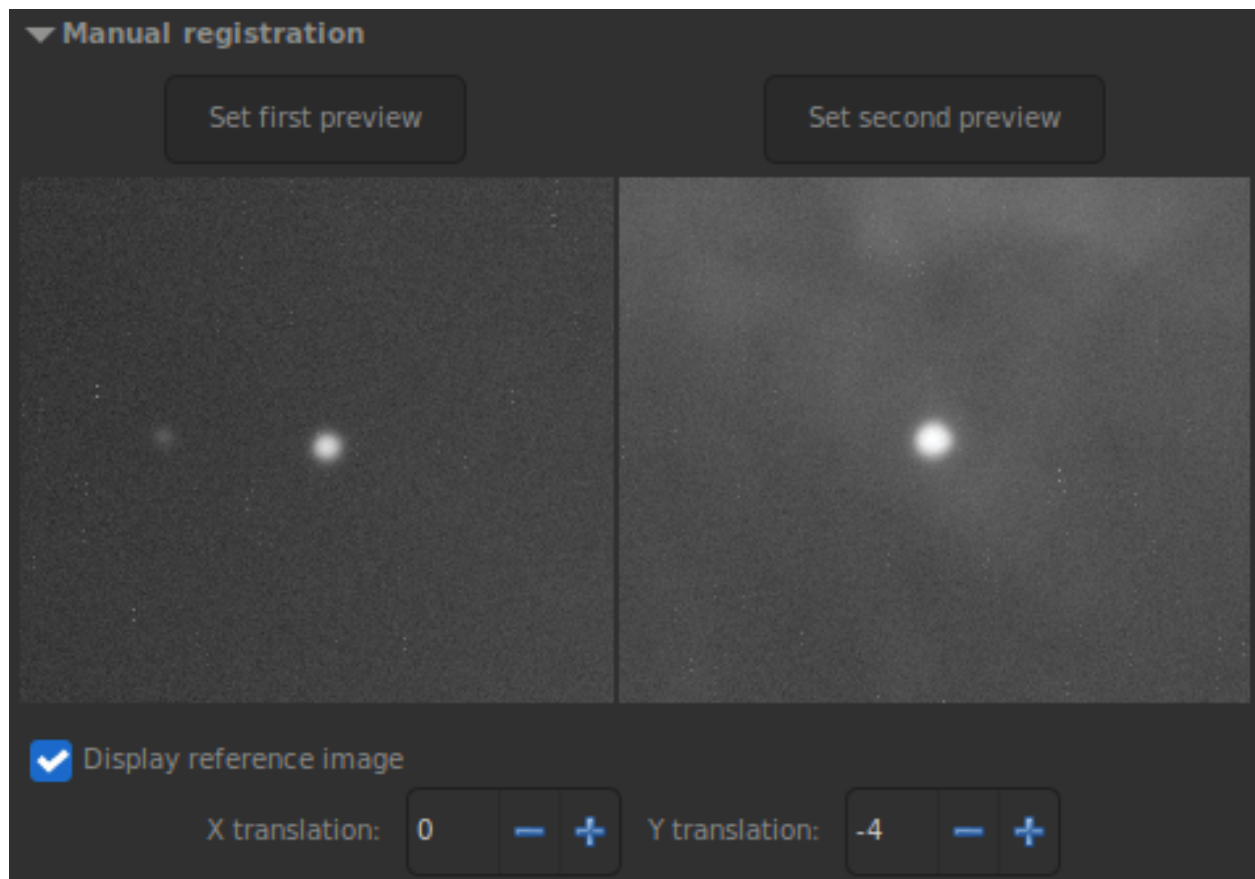 Manual registration
Set first preview
Set second preview
Display reference image
X translation: 0
Y translation: -4